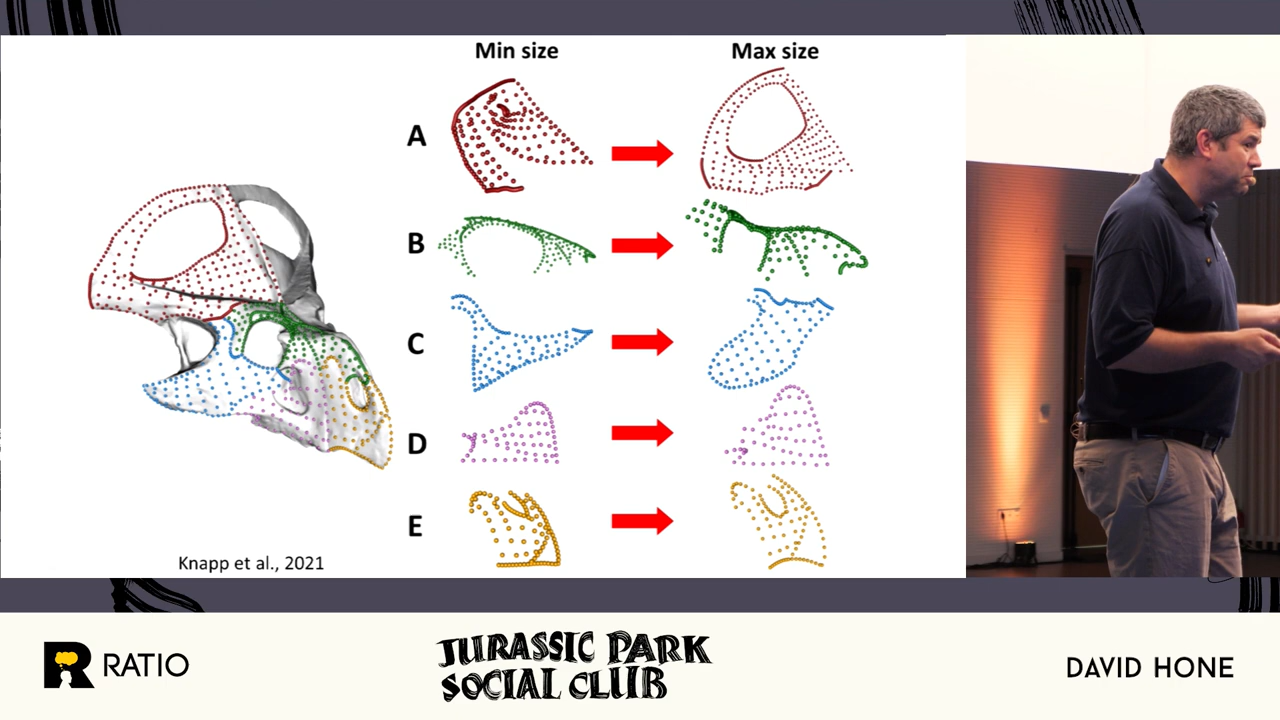 Min size
Max size
A
B
C
D
E
Knapp et al., 2021
RATIO
JURASSIC PARK
SOCIAL CLUB
DAVID HONE